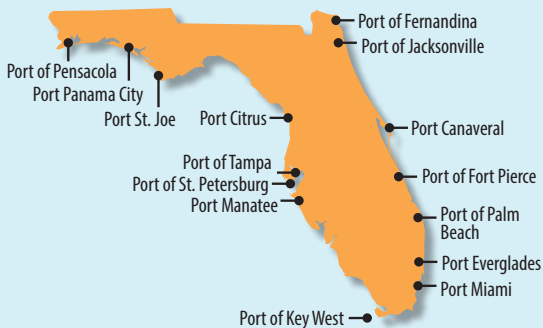 Port of Fernandina
Port of Jacksonville
Port of Pensacola
Port Panama City
Port St. Joe
Port Citrus
Port Canaveral
Port of Tampa
Port of St. Petersburg
Port Manatee
Port of Fort Pierce
Port of Palm
Beach
Port Everglades
Port Miami
Port of Key West